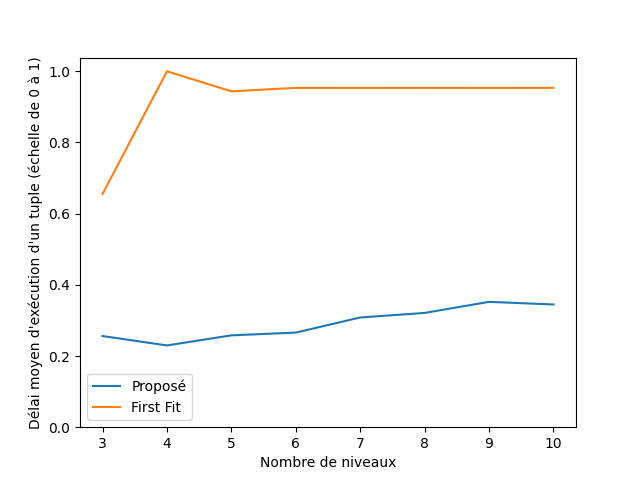 Délai moyen d'exécution d'un tuple (échelle de 0 à 1)
1.0
0.8
0.6
0.4
0.2
0.0
Proposé
First Fit
3 4 5 6 7 8 9 10
Nombre de niveaux